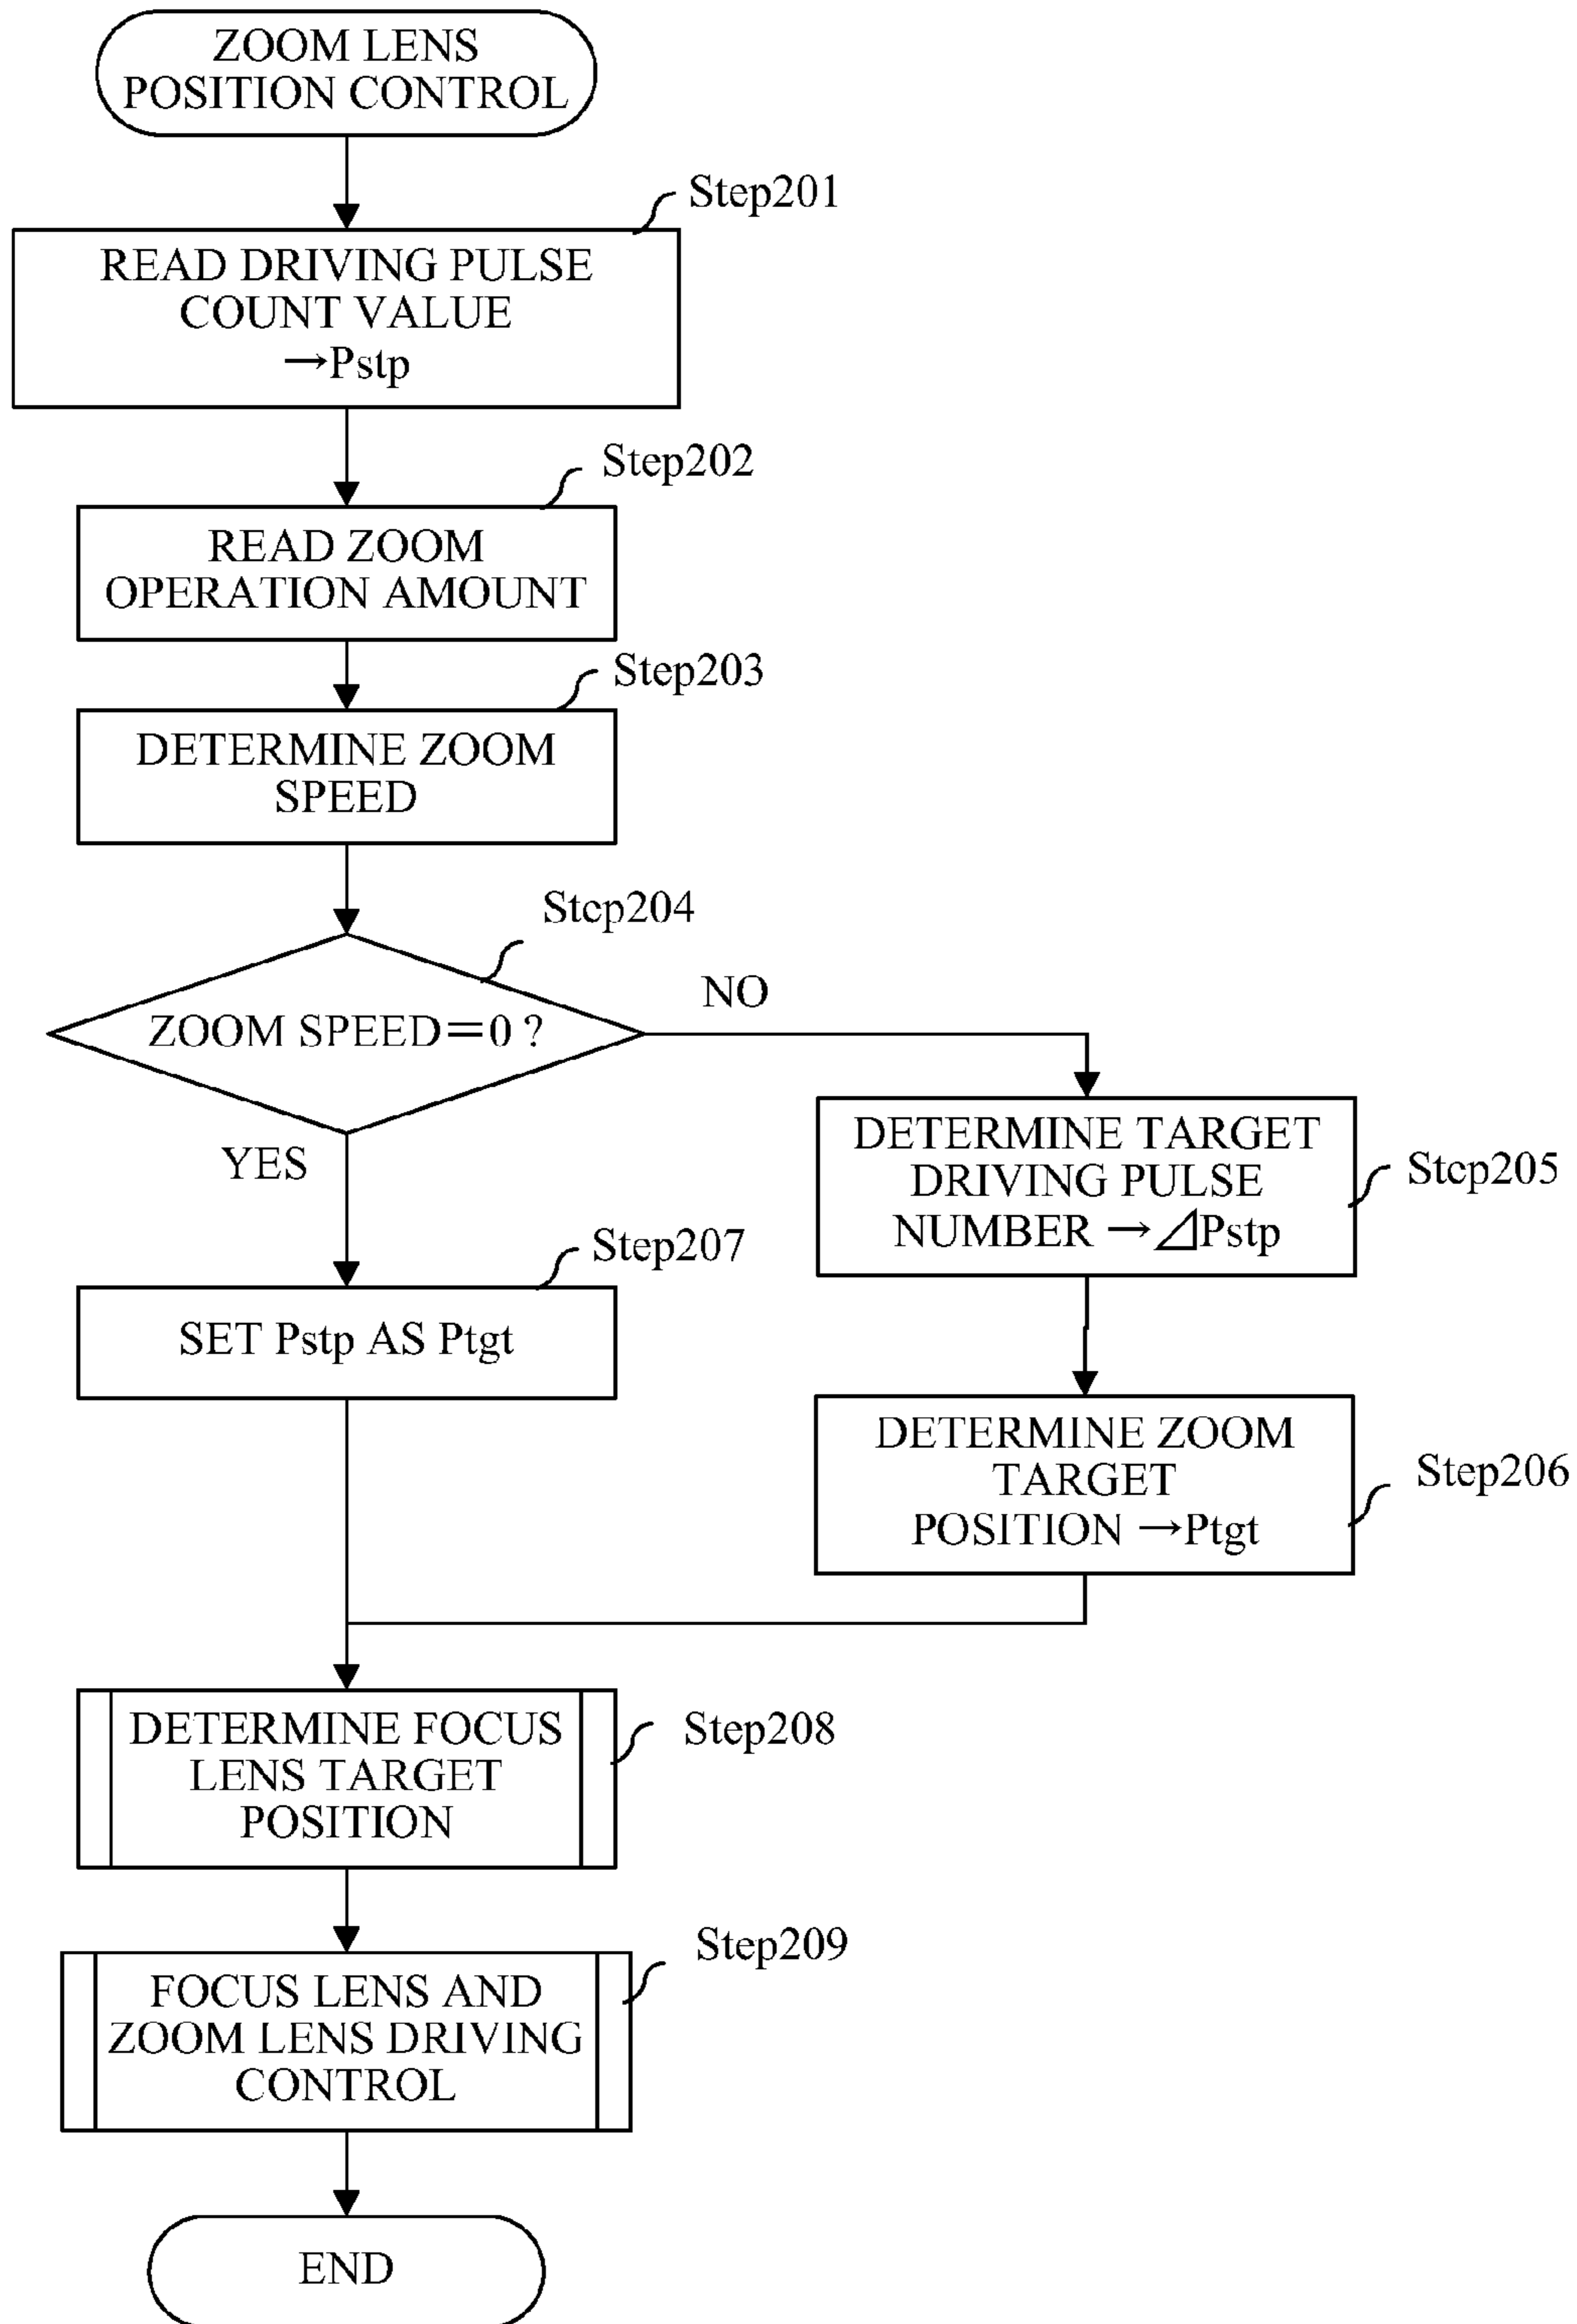 ZOOM LENS
POSITION CONTROL
Step201
READ DRIVING PULSE
COUNT VALUE
→Pstp
Step202
READ ZOOM
OPERATION AMOUNT
Step203
DETERMINE ZOOM
SPEED
Step204
ZOOM SPEED=0 ?
NO
YES
DETERMINE TARGET
DRIVING PULSE
NUMBER →⊿Pstp
Step205
Step207
SET Pstp AS Ptgt
DETERMINE ZOOM
TARGET
POSITION →Ptgt
Step206
DETERMINE FOCUS
LENS TARGET
POSITION
Step208
Step209
FOCUS LENS AND
ZOOM LENS DRIVING
CONTROL
END